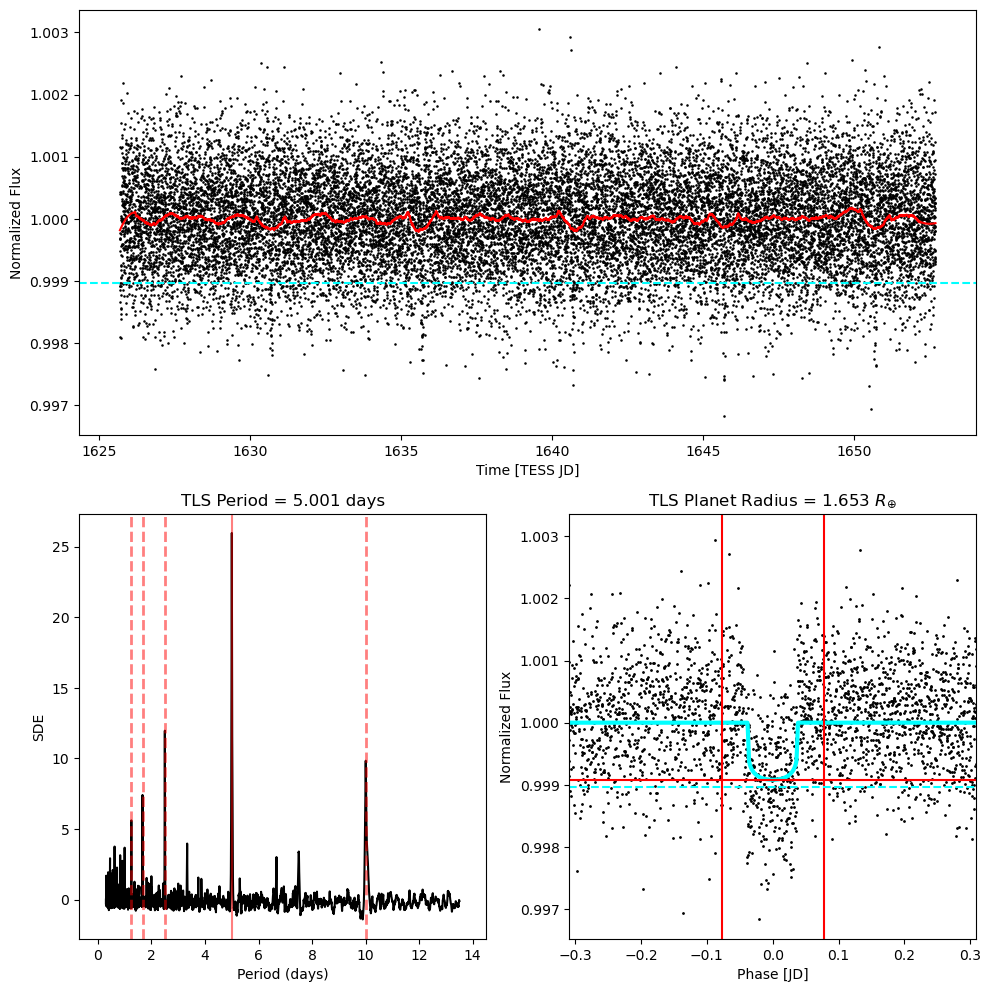 1.003
1.002
1.001
1.000
0.999
0.998
0.997
Normalized Flux
1625 1630 1635 1640 1645 1650
Time [TESS JD]
TLS Period = 5.001 days
25
20
15
10
5
0
SDE
0 2 4 6 8 10 12 14
Period (days)
TLS Planet Radius = 1.653 R⊕
1.003
1.002
1.001
1.000
0.999
0.998
0.997
Normalized Flux
−0.3 −0.2 −0.1 0.0 0.1 0.2 0.3
Phase [JD]